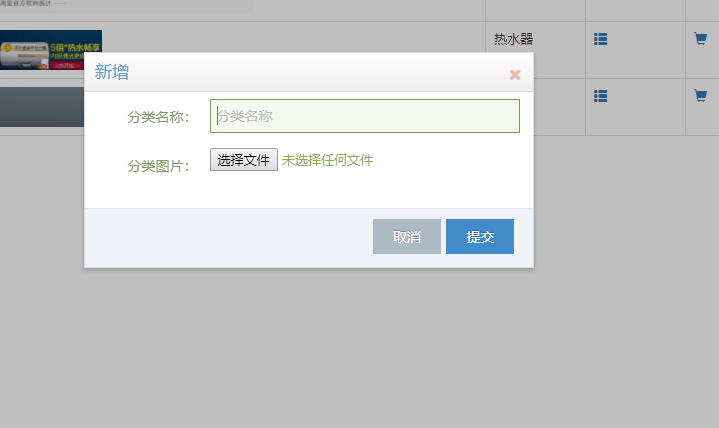 热水器
5倍*热水畅享
新增
分类名称：
分类名称
分类图片：
选择文件 未选择任何文件
取消 提交